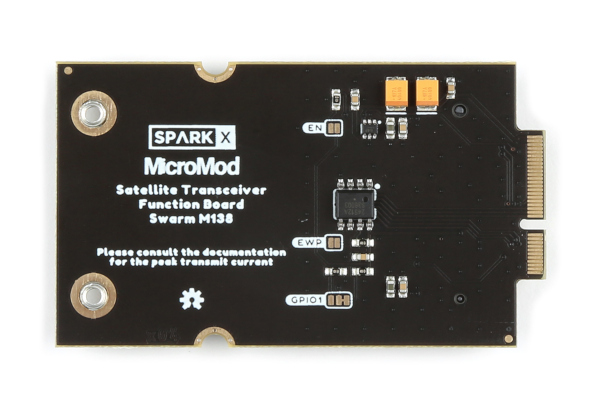 SPARK X
MicroMod
Satellite Transceiver
Function Board
Swarm M138
Please consult the documentation
for the peak transmit current
EN
EWP
GPIO1